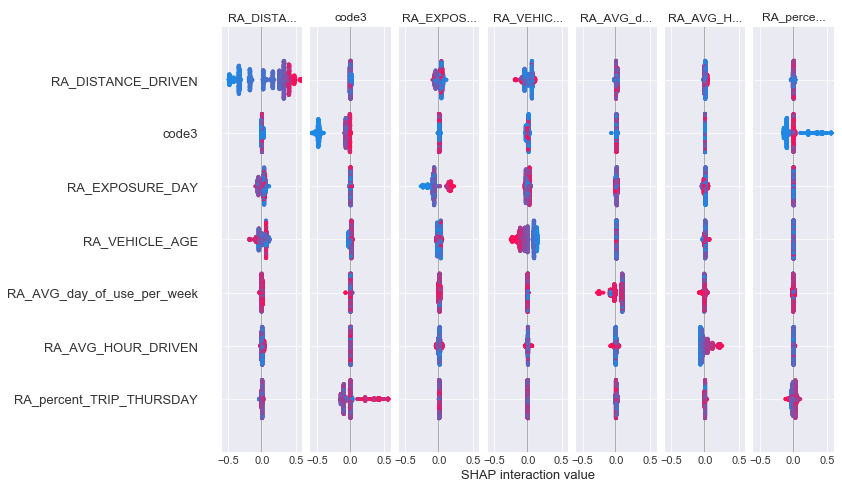 RA_DISTA... code3 RA_EXPOS... RA_VEHIC... RA_AVG_d... RA_AVG_H... RA_perce...
RA_DISTANCE_DRIVEN
code3
RA_EXPOSURE_DAY
RA_VEHICLE_AGE
RA_AVG_day_of_use_per_week
RA_AVG_HOUR_DRIVEN
RA_percent_TRIP_THURSDAY
−0.5 0.0 0.5 −0.5 0.0 0.5 −0.5 0.0 0.5 −0.5 0.0 0.5 −0.5 0.0 0.5 −0.5 0.0 0.5 −0.5 0.0 0.5
SHAP interaction value